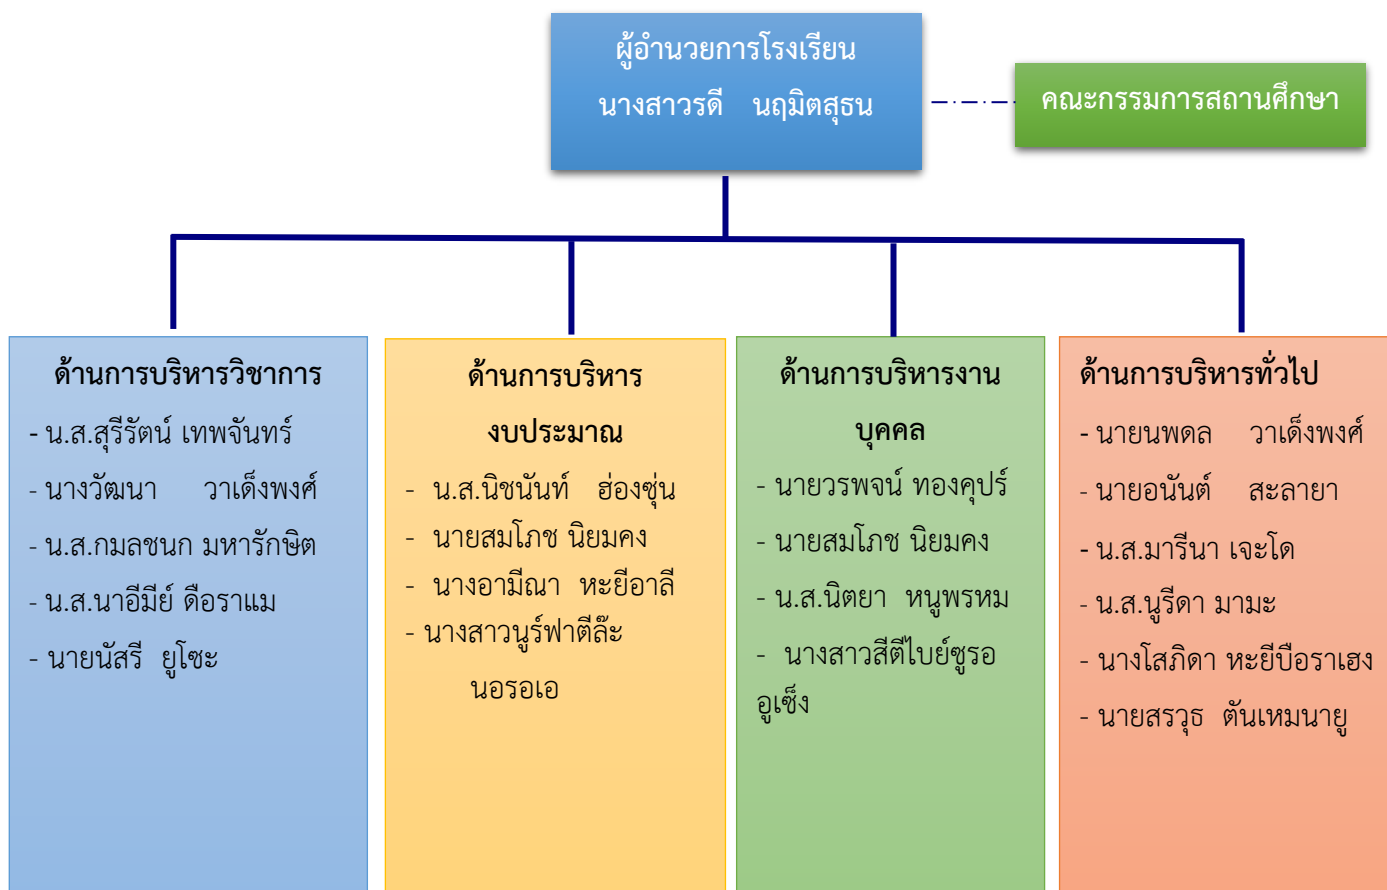 ผู้อำนวยการโรงเรียน
นางสาวรดี นฤมิตสุธน
คณะกรรมการสถานศึกษา
ด้านการบริหารวิชาการ
- น.ส.สุรีรัตน์ เทพจันทร์
- นางวัฒนา วาเด็งพงศ์
- น.ส.กมลชนก มหารักษิต
- น.ส.นาอีมีย์ ดือราแม
- นายนัสรี ยูโซะ
ด้านการบริหาร
งบประมาณ
- น.ส.นิชนันท์ ฮ่องซุ่น
- นายสมโภช นิยมคง
- นางอามีณา หะยีอาลี
- นางสาวนูร์ฟาตีล๊ะ
นอรอเอ
ด้านการบริหารงาน
บุคคล
- นายวรพจน์ ทองคุปร์
- นายสมโภช นิยมคง
- น.ส.นิตยา หนูพรหม
- นางสาวสีตีไบย์ซูรอ
อูเซ็ง
ด้านการบริหารทั่วไป
- นายนพดล วาเด็งพงศ์
- นายอนันต์ สะลายา
- น.ส.มารีนา เจะโด
- น.ส.นูรีดา มามะ
- นางโสภิดา หะยีบือราเฮง
- นายสรวุธ ตันเหมนายู